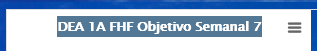 DEA 1A FHF Objetivo Semanal 7